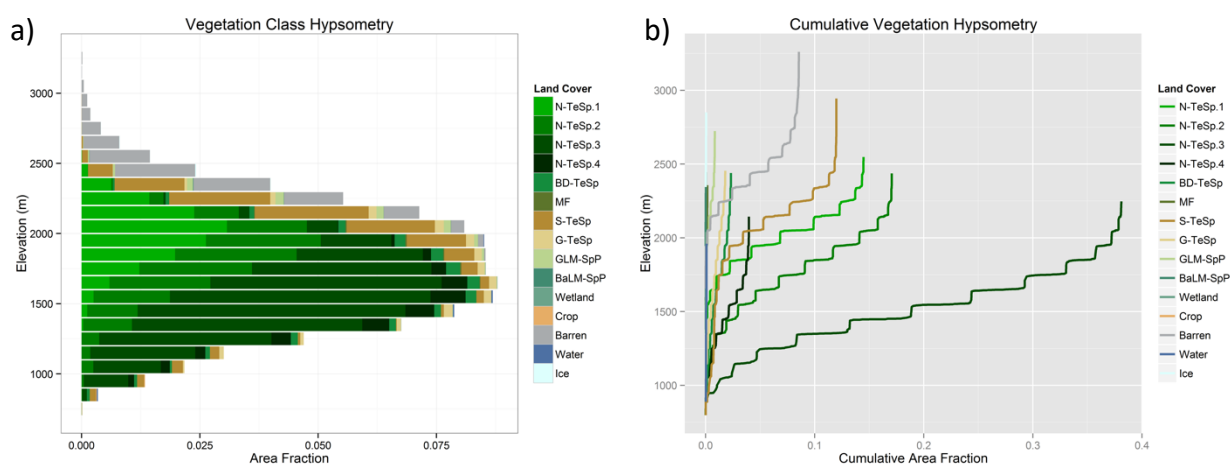 a)
Vegetation Class Hypsometry
Elevation (m)
3000
2500
2000
1500
1000
0.000
0.025
0.050
0.075
Area Fraction
Land Cover
N-TeSp.1
N-TeSp.2
N-TeSp.3
N-TeSp.4
BD-TeSp
MF
S-TeSp
G-TeSp
GLM-SpP
BaLM-SpP
Wetland
Crop
Barren
Water
Ice
b)
Cumulative Vegetation Hypsometry
Elevation (m)
3000
2500
2000
1500
1000
0.0
0.1
0.2
0.3
0.4
Cumulative Area Fraction
Land Cover
N-TeSp.1
N-TeSp.2
N-TeSp.3
N-TeSp.4
BD-TeSp
MF
S-TeSp
G-TeSp
GLM-SpP
BaLM-SpP
Wetland
Crop
Barren
Water
Ice